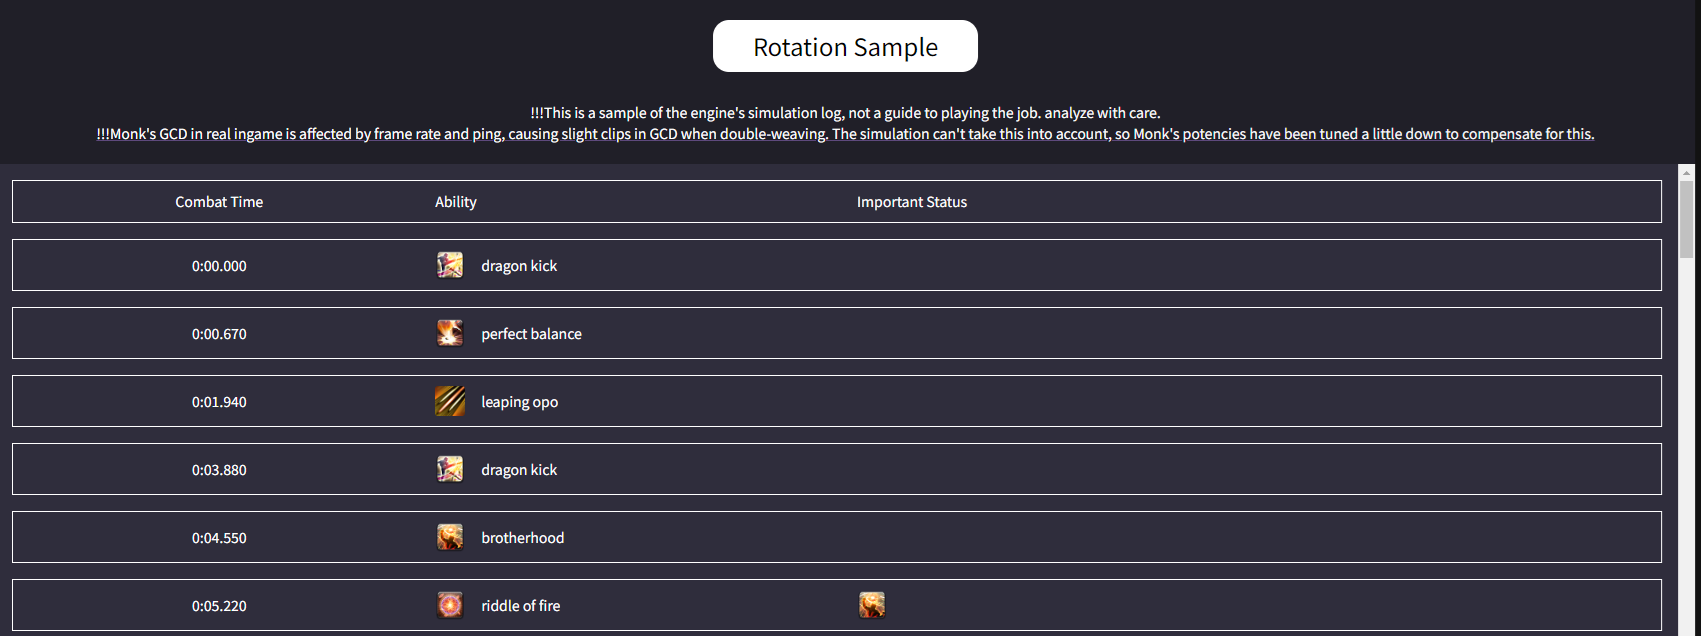 Rotation Sample
!!!This is a sample of the engine's simulation log, not a guide to playing the job. analyze with care.
!!!Monk's GCD in real ingame is affected by frame rate and ping, causing slight clips in GCD when double-weaving. The simulation can't take this into account, so Monk's potencies have been tuned a little down to compensate for this.
Combat Time Ability Important Status
0:00.000 dragon kick
0:00.670 perfect balance
0:01.940 leaping opo
0:03.880 dragon kick
0:04.550 brotherhood
0:05.220 riddle of fire